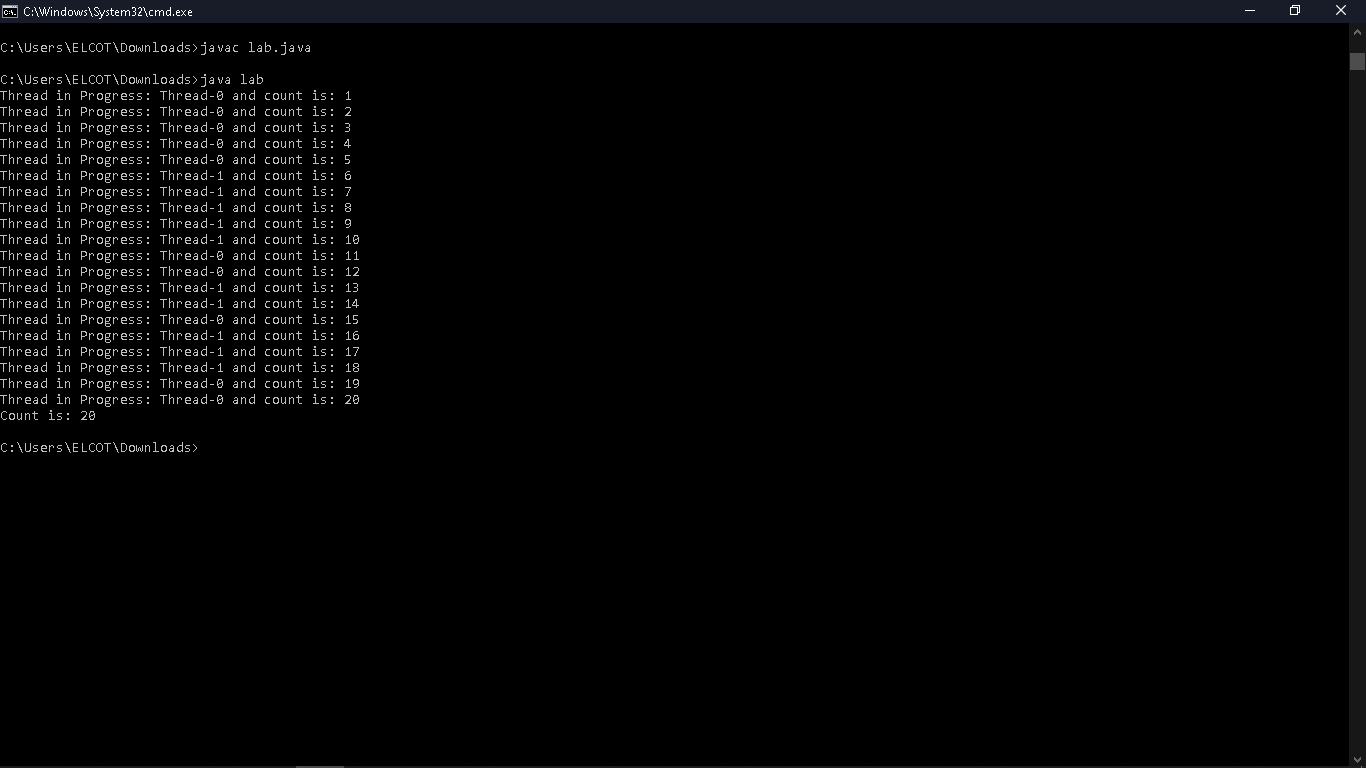 C:\Windows\System32\cmd.exe
C:\Users\ELCOT\Downloads>javac lab.java
C:\Users\ELCOT\Downloads>java lab
Thread in Progress: Thread-0 and count is: 1
Thread in Progress: Thread-0 and count is: 2
Thread in Progress: Thread-0 and count is: 3
Thread in Progress: Thread-0 and count is: 4
Thread in Progress: Thread-0 and count is: 5
Thread in Progress: Thread-1 and count is: 6
Thread in Progress: Thread-1 and count is: 7
Thread in Progress: Thread-1 and count is: 8
Thread in Progress: Thread-1 and count is: 9
Thread in Progress: Thread-1 and count is: 10
Thread in Progress: Thread-0 and count is: 11
Thread in Progress: Thread-0 and count is: 12
Thread in Progress: Thread-1 and count is: 13
Thread in Progress: Thread-1 and count is: 14
Thread in Progress: Thread-0 and count is: 15
Thread in Progress: Thread-1 and count is: 16
Thread in Progress: Thread-1 and count is: 17
Thread in Progress: Thread-1 and count is: 18
Thread in Progress: Thread-0 and count is: 19
Thread in Progress: Thread-0 and count is: 20
Count is: 20
C:\Users\ELCOT\Downloads>